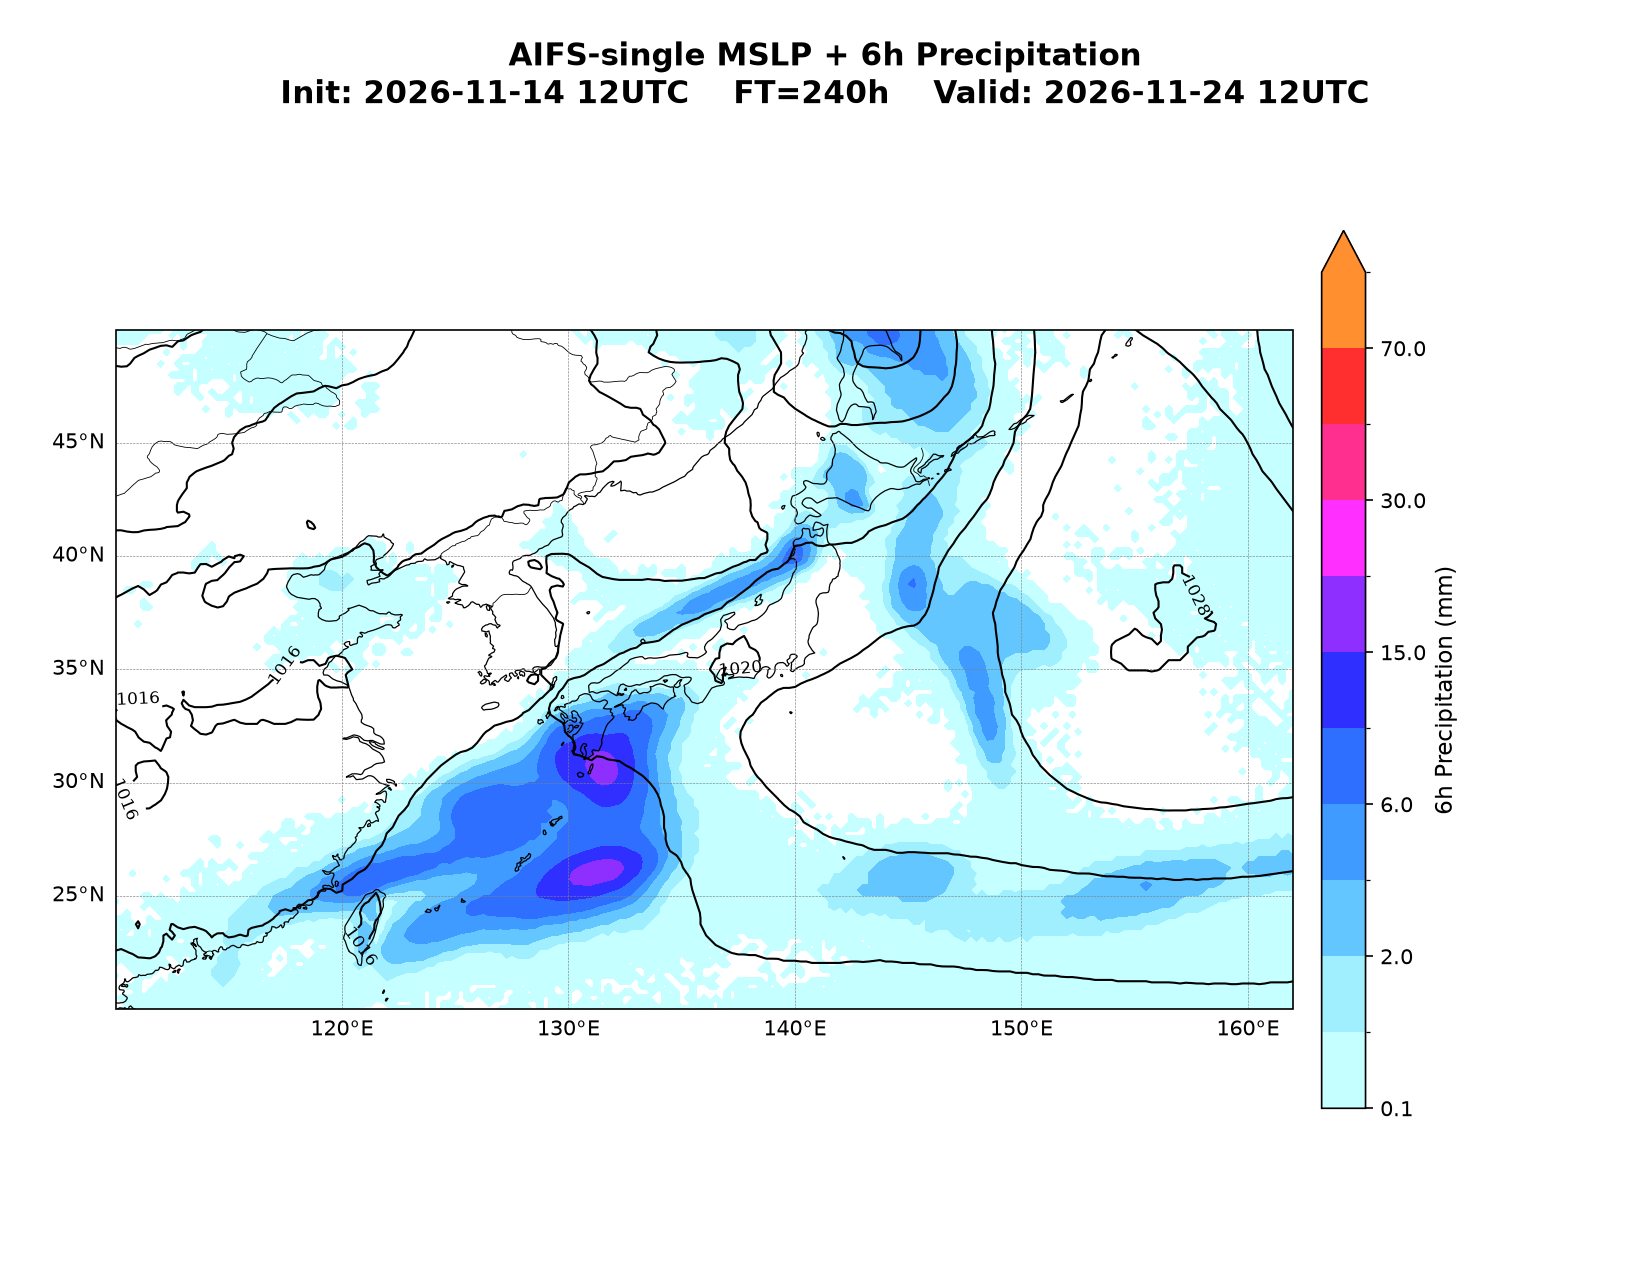 AIFS-single MSLP + 6h Precipitation
Init: 2026-11-14 12UTC    FT=240h    Valid: 2026-11-24 12UTC
45°N
40°N
35°N
30°N
25°N
120°E
130°E
140°E
150°E
160°E
1016
1016
1016
1016
1020
1028
70.0
30.0
15.0
6.0
2.0
0.1
6h Precipitation (mm)